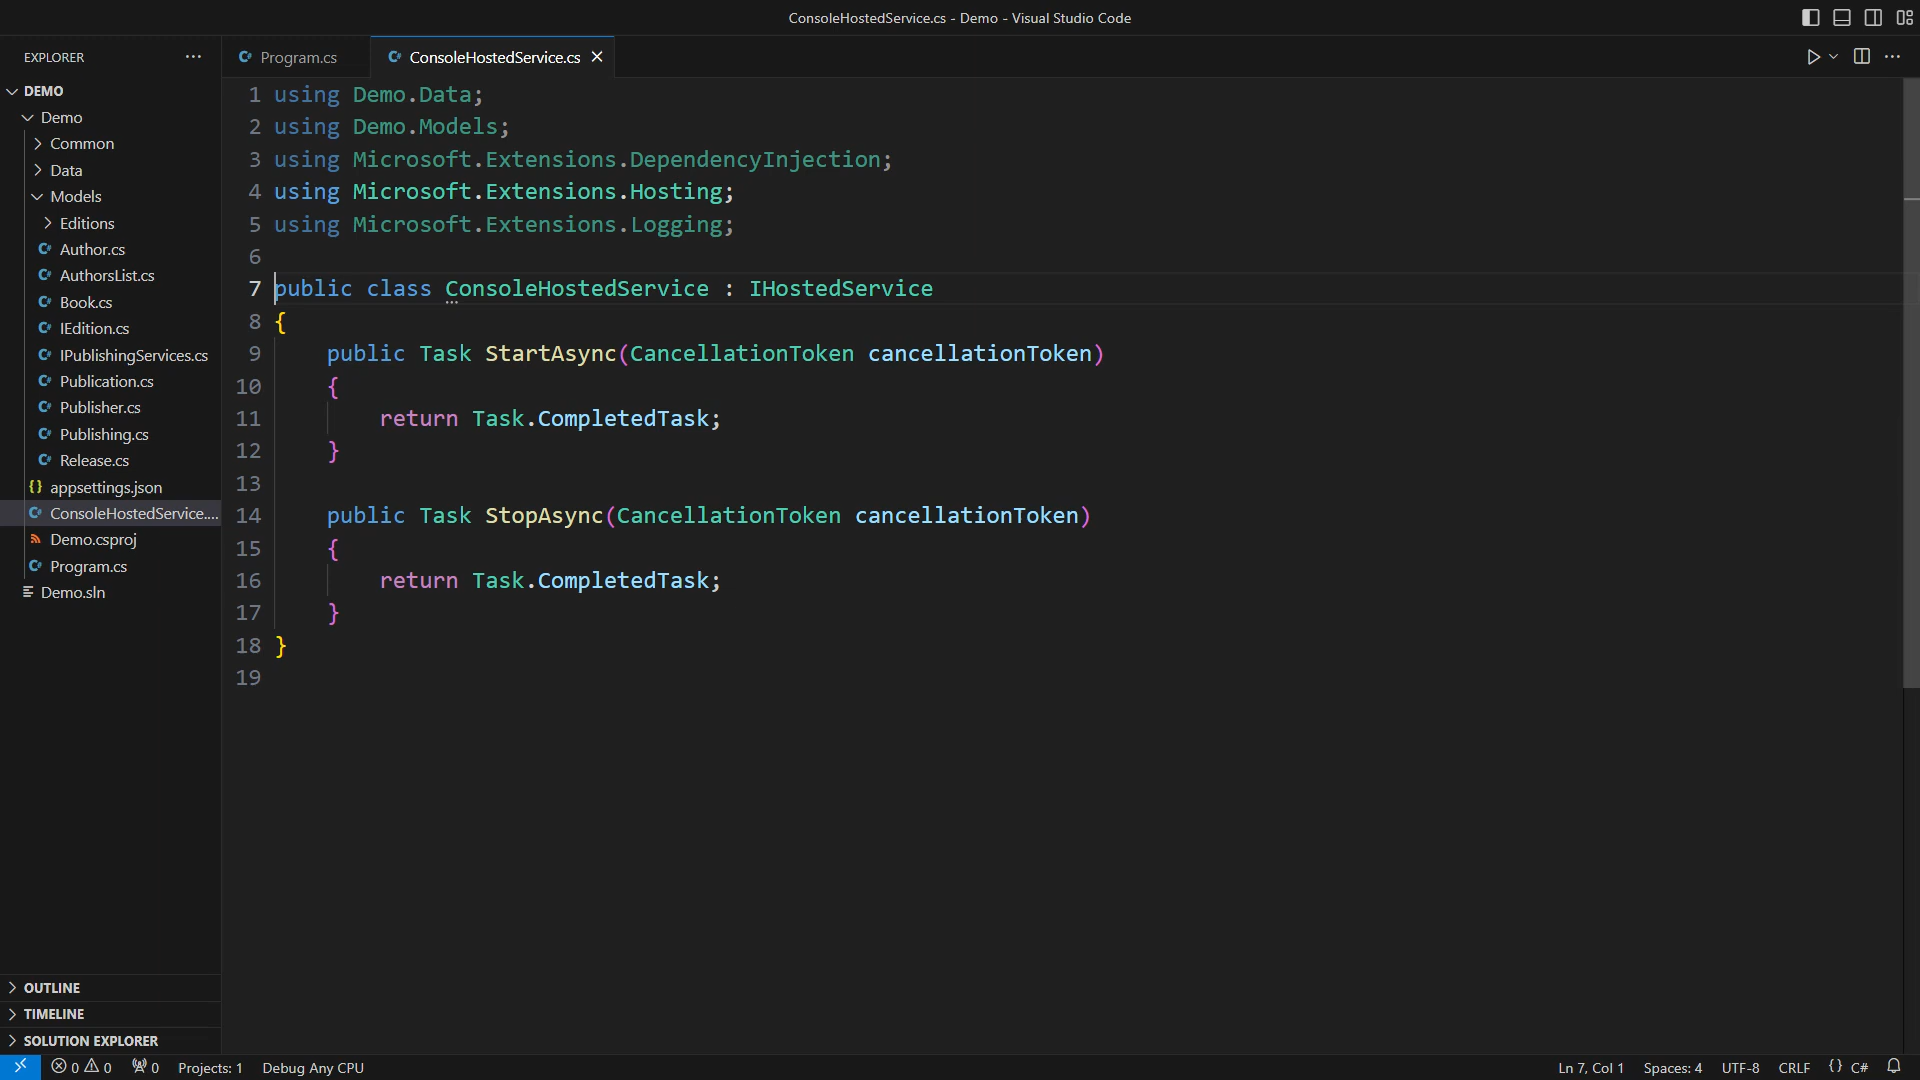 ConsoleHostedService.cs - Demo - Visual Studio Code
EXPLORER
Program.cs
ConsoleHostedService.cs
DEMO
Demo
Common
Data
Models
Editions
Author.cs
AuthorsList.cs
Book.cs
IEdition.cs
IPublishingServices.cs
Publication.cs
Publisher.cs
Publishing.cs
Release.cs
appsettings.json
ConsoleHostedService....
Demo.csproj
Program.cs
Demo.sln
OUTLINE
TIMELINE
SOLUTION EXPLORER
1 using Demo.Data;
2 using Demo.Models;
3 using Microsoft.Extensions.DependencyInjection;
4 using Microsoft.Extensions.Hosting;
5 using Microsoft.Extensions.Logging;
6
7 public class ConsoleHostedService : IHostedService
8 {
9 public Task StartAsync(CancellationToken cancellationToken)
10 {
11 return Task.CompletedTask;
12 }
13
14 public Task StopAsync(CancellationToken cancellationToken)
15 {
16 return Task.CompletedTask;
17 }
18 }
19
0 0 0 Projects: 1 Debug Any CPU Ln 7, Col 1 Spaces: 4 UTF-8 CRLF {} C#